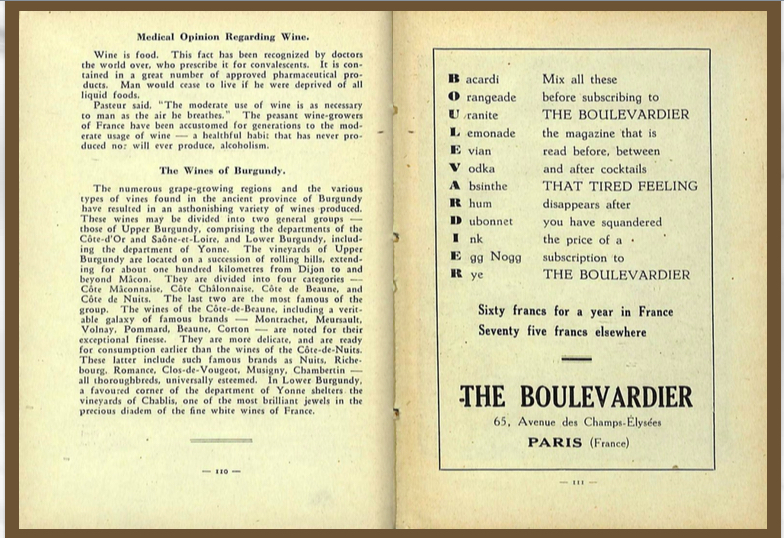 Medical Opinion Regarding Wine.
Wine is food. This fact has been recognized by doctors
the world over, who prescribe it for convalescents. It is con-
tained in a great number of approved pharmaceutical pro-
ducts. Man would cease to live if he were deprived of all
liquid foods.
Pasteur said. "The moderate use of wine is as necessary
to man as the air he breathes." The peasant wine-growers
of France have been accustomed for generations to the mod-
erate usage of wine — a healthful habit that has never pro-
duced nor will ever produce, alcoholism.
The Wines of Burgundy.
The numerous grape-growing regions and the various
types of vines found in the ancient province of Burgundy
have resulted in an astonishing variety of wines produced.
These wines may be divided into two general groups —
those of Upper Burgundy, comprising the departments of the
Côte-d'Or and Saône-et-Loire, and Lower Burgundy, includ-
ing the department of Yonne. The vineyards of Upper
Burgundy are located on a succession of rolling hills, extend-
ing for about one hundred kilometres from Dijon to and
beyond Mâcon. They are divided into four categories —
Côte Mâconnaise, Côte Châlonnaise, Côte de Beaune, and
Côte de Nuits. The last two are the most famous of the
group. The wines of the Côte-de-Beaune, including a verit-
able galaxy of famous brands — Montrachet, Meursault,
Volnay, Pommard, Beaune, Corton — are noted for their
exceptional finesse. They are more delicate, and are ready
for consumption earlier than the wines of the Côte-de-Nuits.
These latter include such famous brands as Nuits, Riche-
bourg, Romance, Clos-de-Vougeot, Musigny, Chambertin —
all thoroughbreds, universally esteemed. In Lower Burgundy,
a favoured corner of the department of Yonne shelters the
vineyards of Chablis, one of the most brilliant jewels in the
precious diadem of the fine white wines of France.
— 110 —
B acardi Mix all these
O rangeade before subscribing to
U ranite THE BOULEVARDIER
L emonade the magazine that is
E vian read before, between
V odka and after cocktails
A bsinthe THAT TIRED FEELING
R hum disappears after
D ubonnet you have squandered
I nk the price of a
E gg Nogg subscription to
R ye THE BOULEVARDIER
Sixty francs for a year in France
Seventy five francs elsewhere
THE BOULEVARDIER
65, Avenue des Champs-Élysées
PARIS (France)
— 111 —